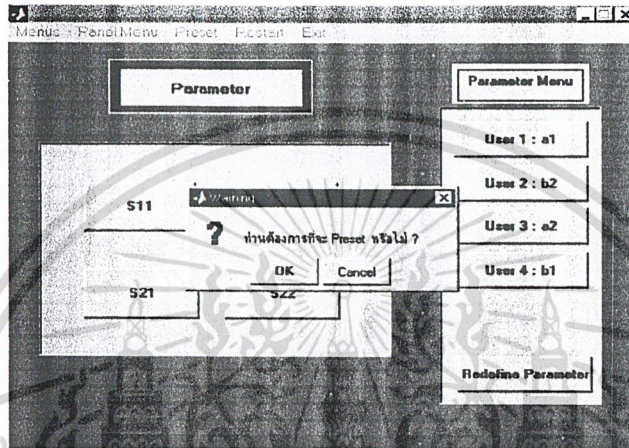 Menus Panel Menu Preset Restart Exit
Parameter
Parameter Menu
User 1 : a1
User 2 : b2
User 3 : a2
User 4 : b1
Redefine Parameter
S11
S21
S22
Warning
ท่านต้องการที่จะ Preset หรือไม่ ?
OK
Cancel